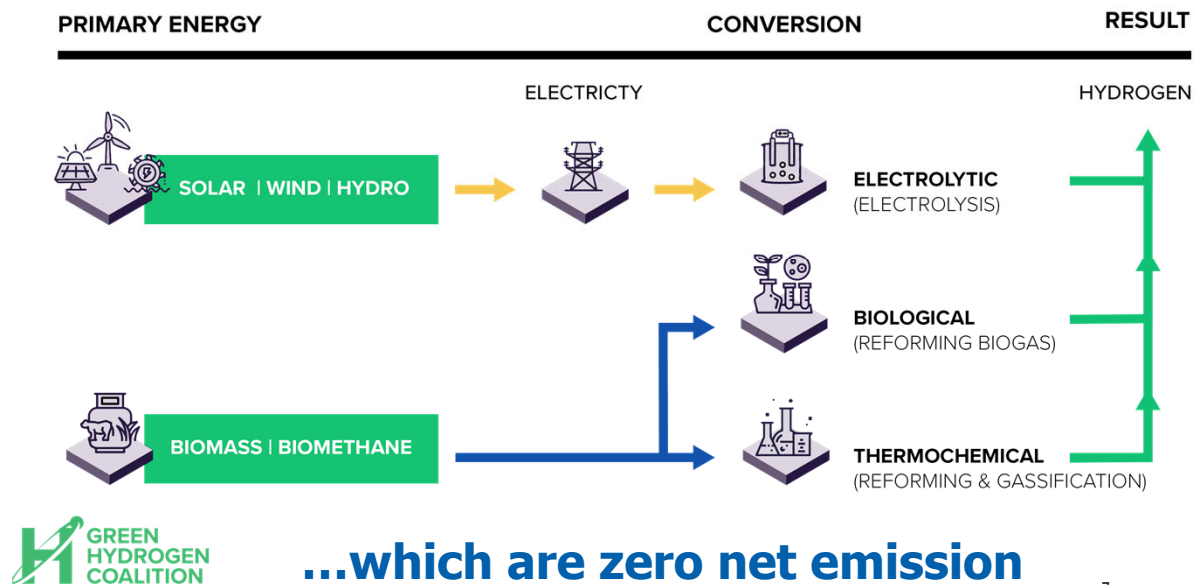 PRIMARY ENERGY
CONVERSION
RESULT
ELECTRICTY
HYDROGEN
SOLAR | WIND | HYDRO
ELECTROLYTIC
(ELECTROLYSIS)
BIOLOGICAL
(REFORMING BIOGAS)
BIOMASS | BIOMETHANE
THERMOCHEMICAL
(REFORMING & GASSIFICATION)
GREEN
HYDROGEN
COALITION
...which are zero net emission